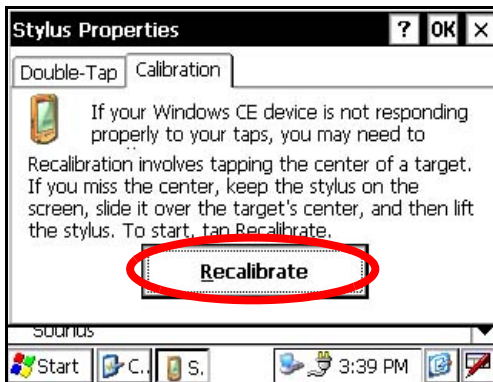 Stylus Properties ? OK ×
Double-Tap Calibration
If your Windows CE device is not responding
properly to your taps, you may need to
Recalibration involves tapping the center of a target.
If you miss the center, keep the stylus on the
screen, slide it over the target's center, and then lift
the stylus. To start, tap Recalibrate.
Recalibrate
Start C.. S. 3:39 PM